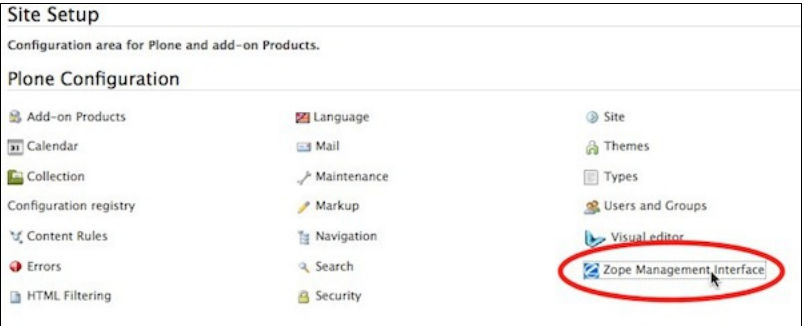 Site Setup
Configuration area for Plone and add-on Products.
Plone Configuration
Add-on Products
Language
Site
Calendar
Mail
Themes
Collection
Maintenance
Types
Configuration registry
Markup
Users and Groups
Content Rules
Navigation
Visual editor
Errors
Search
Zope Management Interface
HTML Filtering
Security